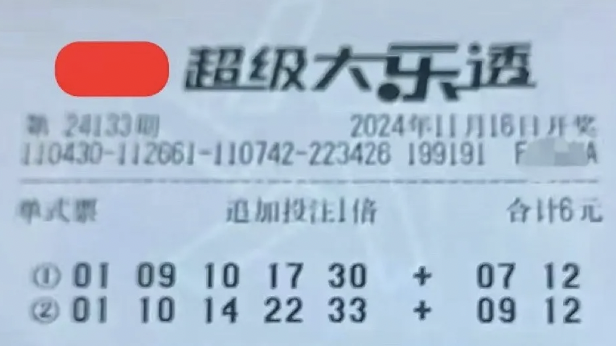 超级大乐透
第 24133期 2024年11月16日开奖
110430-112661-110742-223426 199191 F A
单式票 追加投注1倍 合计6元
① 01 09 10 17 30 + 07 12
② 01 10 14 22 33 + 09 12